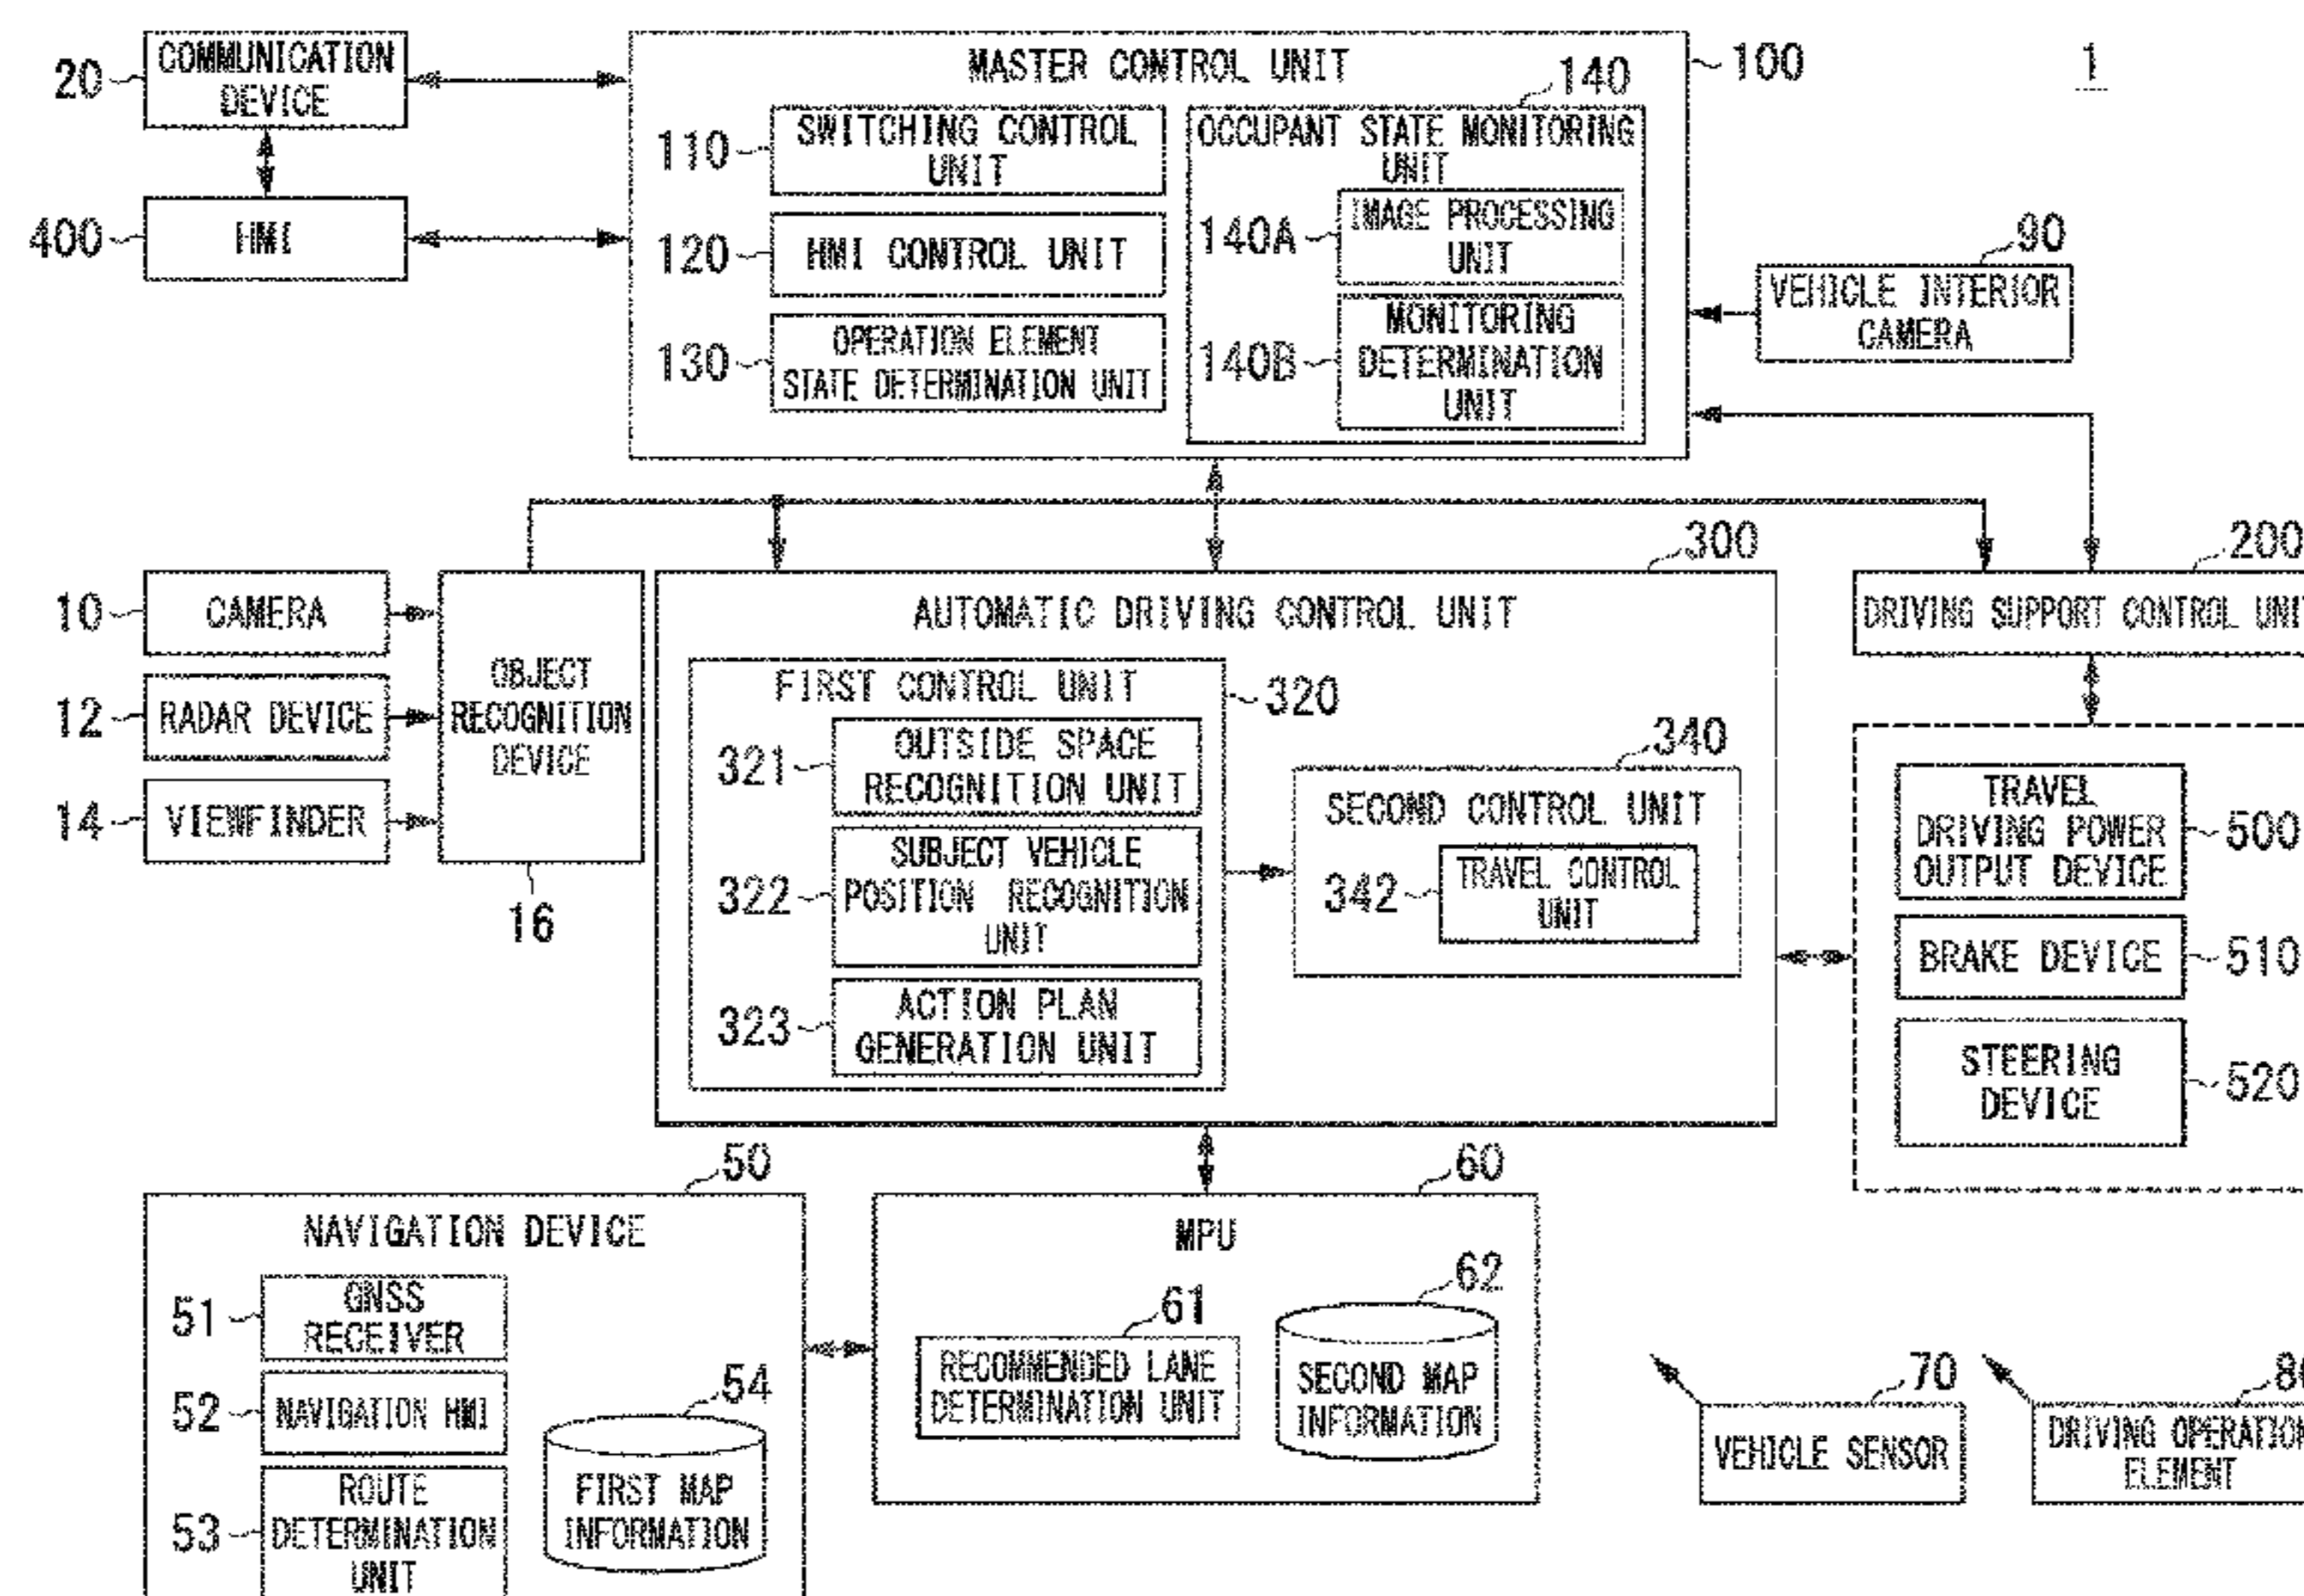 1
20
COMMUNICATION
DEVICE
400
HMI
MASTER CONTROL UNIT
100
110
SWITCHING CONTROL
UNIT
120
HMI CONTROL UNIT
130
OPERATION ELEMENT
STATE DETERMINATION UNIT
140
OCCUPANT STATE MONITORING
UNIT
140A
IMAGE PROCESSING
UNIT
140B
MONITORING
DETERMINATION
UNIT
90
VEHICLE INTERIOR
CAMERA
10
CAMERA
12
RADAR DEVICE
14
VIEWFINDER
OBJECT
RECOGNITION
DEVICE
16
300
AUTOMATIC DRIVING CONTROL UNIT
FIRST CONTROL UNIT
320
321
OUTSIDE SPACE
RECOGNITION UNIT
322
SUBJECT VEHICLE
POSITION RECOGNITION
UNIT
323
ACTION PLAN
GENERATION UNIT
340
SECOND CONTROL UNIT
342
TRAVEL CONTROL
UNIT
200
DRIVING SUPPORT CONTROL UNI
TRAVEL
DRIVING POWER
OUTPUT DEVICE
500
BRAKE DEVICE
510
STEERING
DEVICE
520
50
NAVIGATION DEVICE
51
GNSS
RECEIVER
52
NAVIGATION HMI
53
ROUTE
DETERMINATION
UNIT
54
FIRST MAP
INFORMATION
60
MPU
61
RECOMMENDED LANE
DETERMINATION UNIT
62
SECOND MAP
INFORMATION
70
VEHICLE SENSOR
8
DRIVING OPERATION
ELEMENT